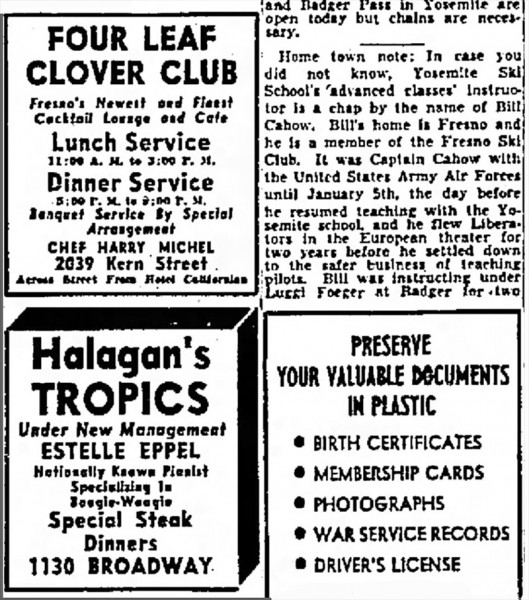 FOUR LEAF
CLOVER CLUB
Fresno's Newest and Finest
Cocktail Lounge and Cafe
Lunch Service
11:00 A. M. to 3:00 P. M.
Dinner Service
5:00 P. M. to 9:00 P. M.
Banquet Service By Special
Arrangement
CHEF HARRY MICHEL
2039 Kern Street
Across Street From Hotel Californian
Halagan's
TROPICS
Under New Management
ESTELLE EPPEL
Nationally Known Pianist
Specializing In
Boogie-Woogie
Special Steak
Dinners
1130 BROADWAY
and Badger Pass in Yosemite are
open today but chains are neces-
sary.
Home town note: In case you
did not know, Yosemite Ski
School's 'advanced classes' instruc-
tor is a chap by the name of Bill
Cahow. Bill's home is Fresno and
he is a member of the Fresno Ski
Club. It was Captain Cahow with
the United States Army Air Forces
until January 5th, the day before
he resumed teaching with the Yo-
semite school, and he flew Libera-
tors in the European theater for
two years before he settled down
to the safer business of teaching
pilots. Bill was instructing under
Luggi Foeger at Badger for two
PRESERVE
YOUR VALUABLE DOCUMENTS
IN PLASTIC
• BIRTH CERTIFICATES
• MEMBERSHIP CARDS
• PHOTOGRAPHS
• WAR SERVICE RECORDS
• DRIVER'S LICENSE